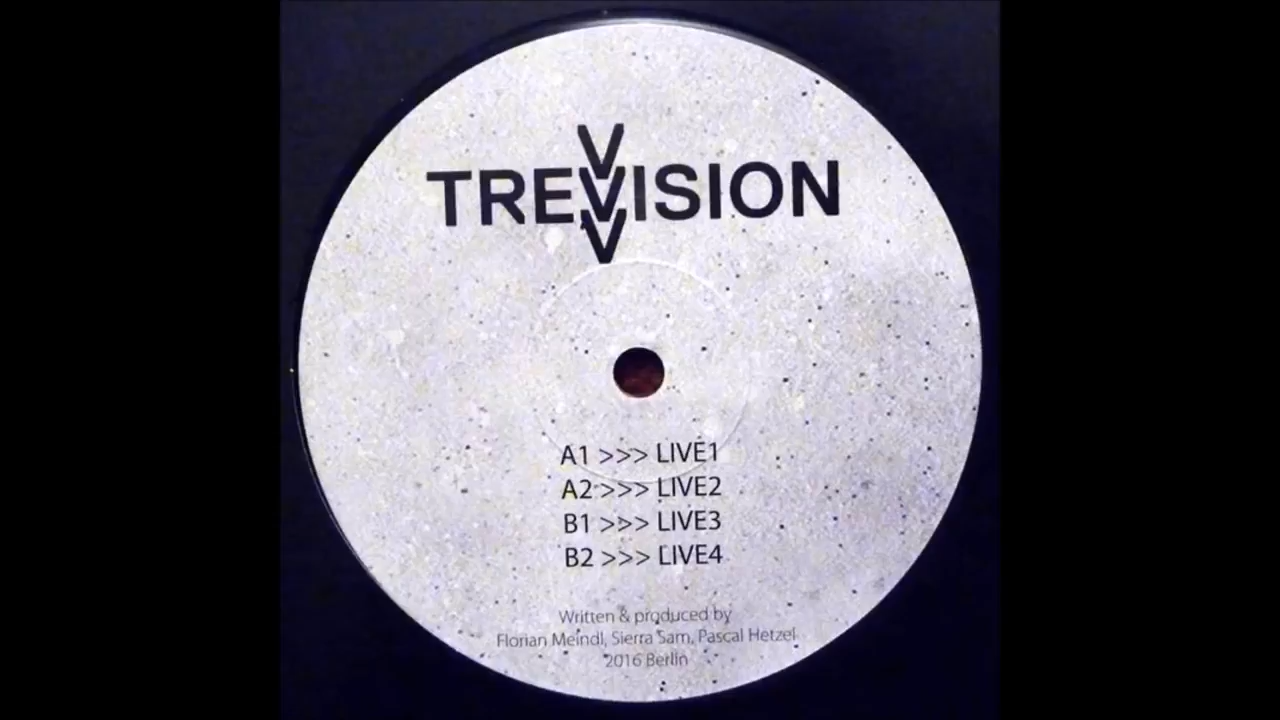 TREVISION
A1 >>> LIVE1
A2 >>> LIVE2
B1 >>> LIVE3
B2 >>> LIVE4
Written & produced by
Florian Meindl, Sierra Sam, Pascal Hetzel
2016 Berlin